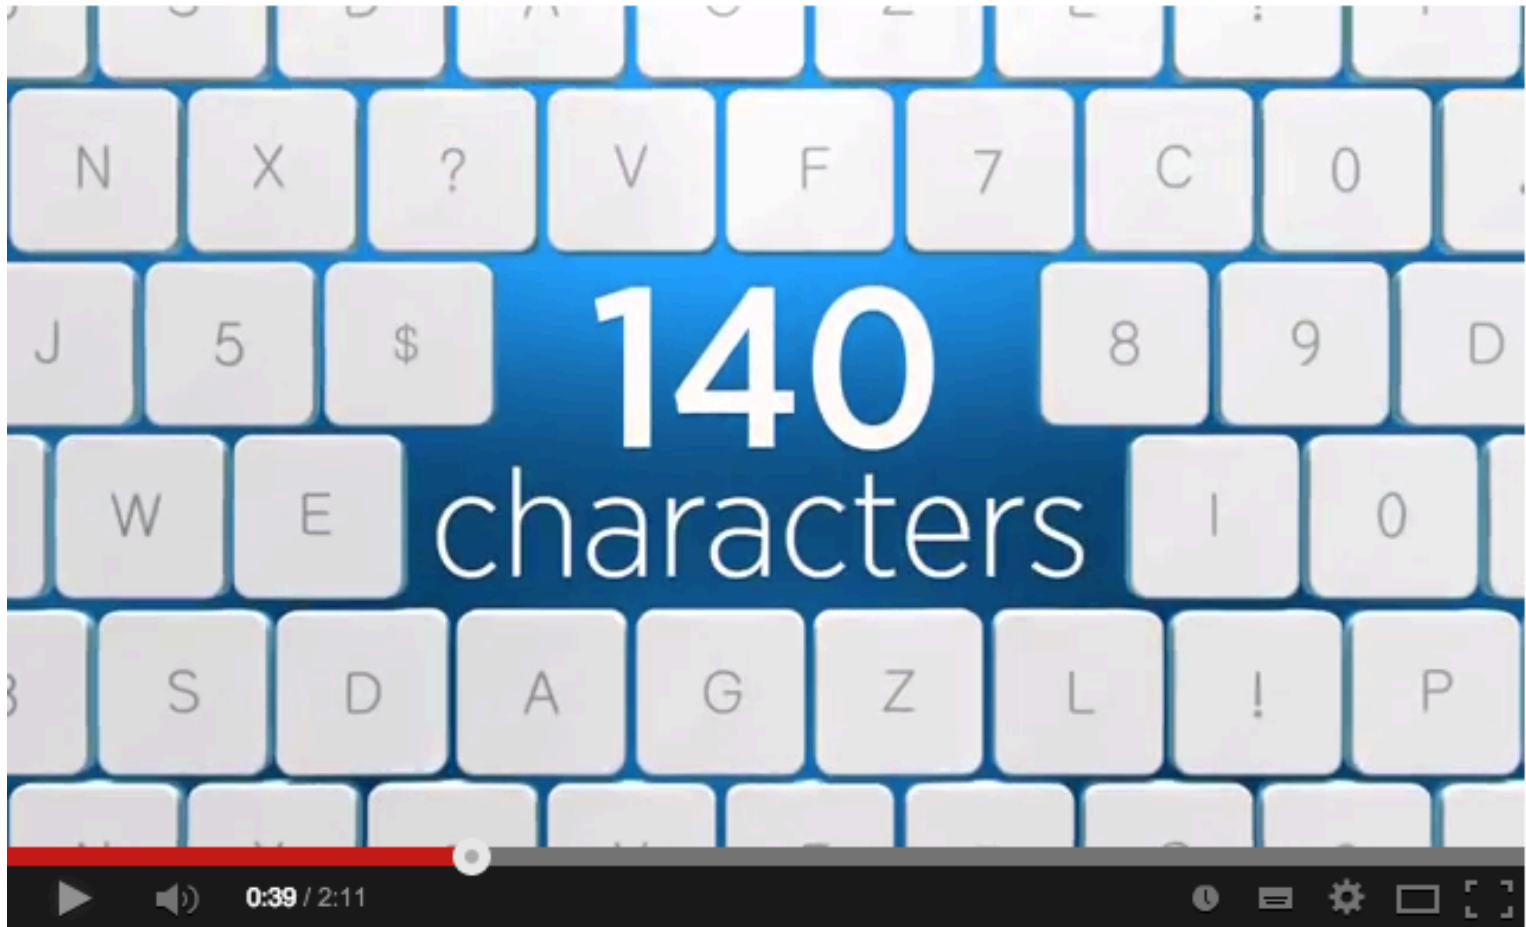 S D A G Z L ! P
N X ? V F 7 C 0
J 5 $ 140 8 9 D
W E characters I 0
S D A G Z L ! P
0:39 / 2:11